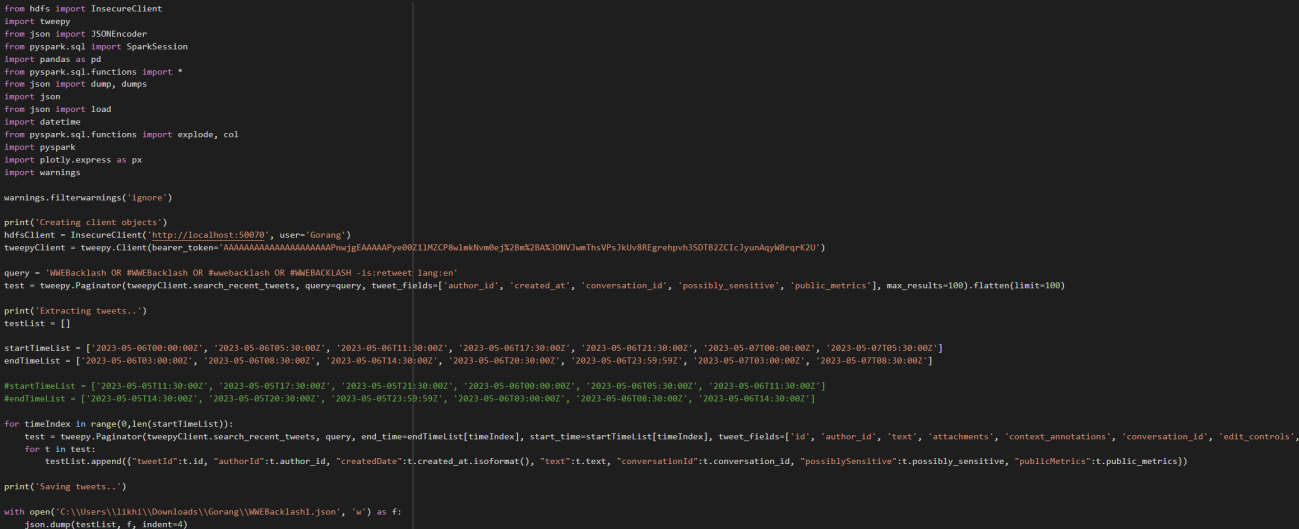 from hdfs import InsecureClient
import tweepy
from json import JSONEncoder
from pyspark.sql import SparkSession
import pandas as pd
from pyspark.sql.functions import *
from json import dump, dumps
import json
from json import load
import datetime
from pyspark.sql.functions import explode, col
import pyspark
import plotly.express as px
import warnings
warnings.filterwarnings('ignore')
print('Creating client objects')
hdfsClient = InsecureClient('http://localhost:50070', user='Gorang')
tweepyClient = tweepy.Client(bearer_token=
query = 'WWEBacklash OR #WWEBacklash OR #wwebacklash OR #WWEBACKLASH -is:retweet lang:en'
test = tweepy.Paginator(tweepyClient.search_recent_tweets, query=query, tweet_fields=['author_id', 'created_at', 'conversation_id', 'possibly_sensitive', 'public_metrics'], max_results=100).flatten(limit=100)
print('Extracting tweets..')
testList = []
startTimeList = ['2023-05-06T00:00:00Z', '2023-05-06T05:30:00Z', '2023-05-06T11:30:00Z', '2023-05-06T17:30:00Z', '2023-05-06T21:30:00Z', '2023-05-07T00:00:00Z', '2023-05-07T05:30:00Z']
endTimeList = ['2023-05-06T03:00:00Z', '2023-05-06T08:30:00Z', '2023-05-06T14:30:00Z', '2023-05-06T20:30:00Z', '2023-05-06T23:59:59Z', '2023-05-07T03:00:00Z', '2023-05-07T08:30:00Z']
#startTimeList = ['2023-05-05T11:30:00Z', '2023-05-05T17:30:00Z', '2023-05-05T21:30:00Z', '2023-05-06T00:00:00Z', '2023-05-06T05:30:00Z', '2023-05-06T11:30:00Z']
#endTimeList = ['2023-05-05T14:30:00Z', '2023-05-05T20:30:00Z', '2023-05-05T23:59:59Z', '2023-05-06T03:00:00Z', '2023-05-06T08:30:00Z', '2023-05-06T14:30:00Z']
for timeIndex in range(0,len(startTimeList)):
test = tweepy.Paginator(tweepyClient.search_recent_tweets, query, end_time=endTimeList[timeIndex], start_time=startTimeList[timeIndex], tweet_fields=['id', 'author_id', 'text', 'attachments', 'context_annotations', 'conversation_id', 'edit_controls',
for t in test:
testList.append({"tweetId":t.id, "authorId":t.author_id, "createdDate":t.created_at.isoformat(), "text":t.text, "conversationId":t.conversation_id, "possiblySensitive":t.possibly_sensitive, "publicMetrics":t.public_metrics})
print('Saving tweets..')
with open('C:\\Users\\likhi\\Downloads\\Gorang\\WWEBacklash1.json', 'w') as f:
json.dump(testList, f, indent=4)